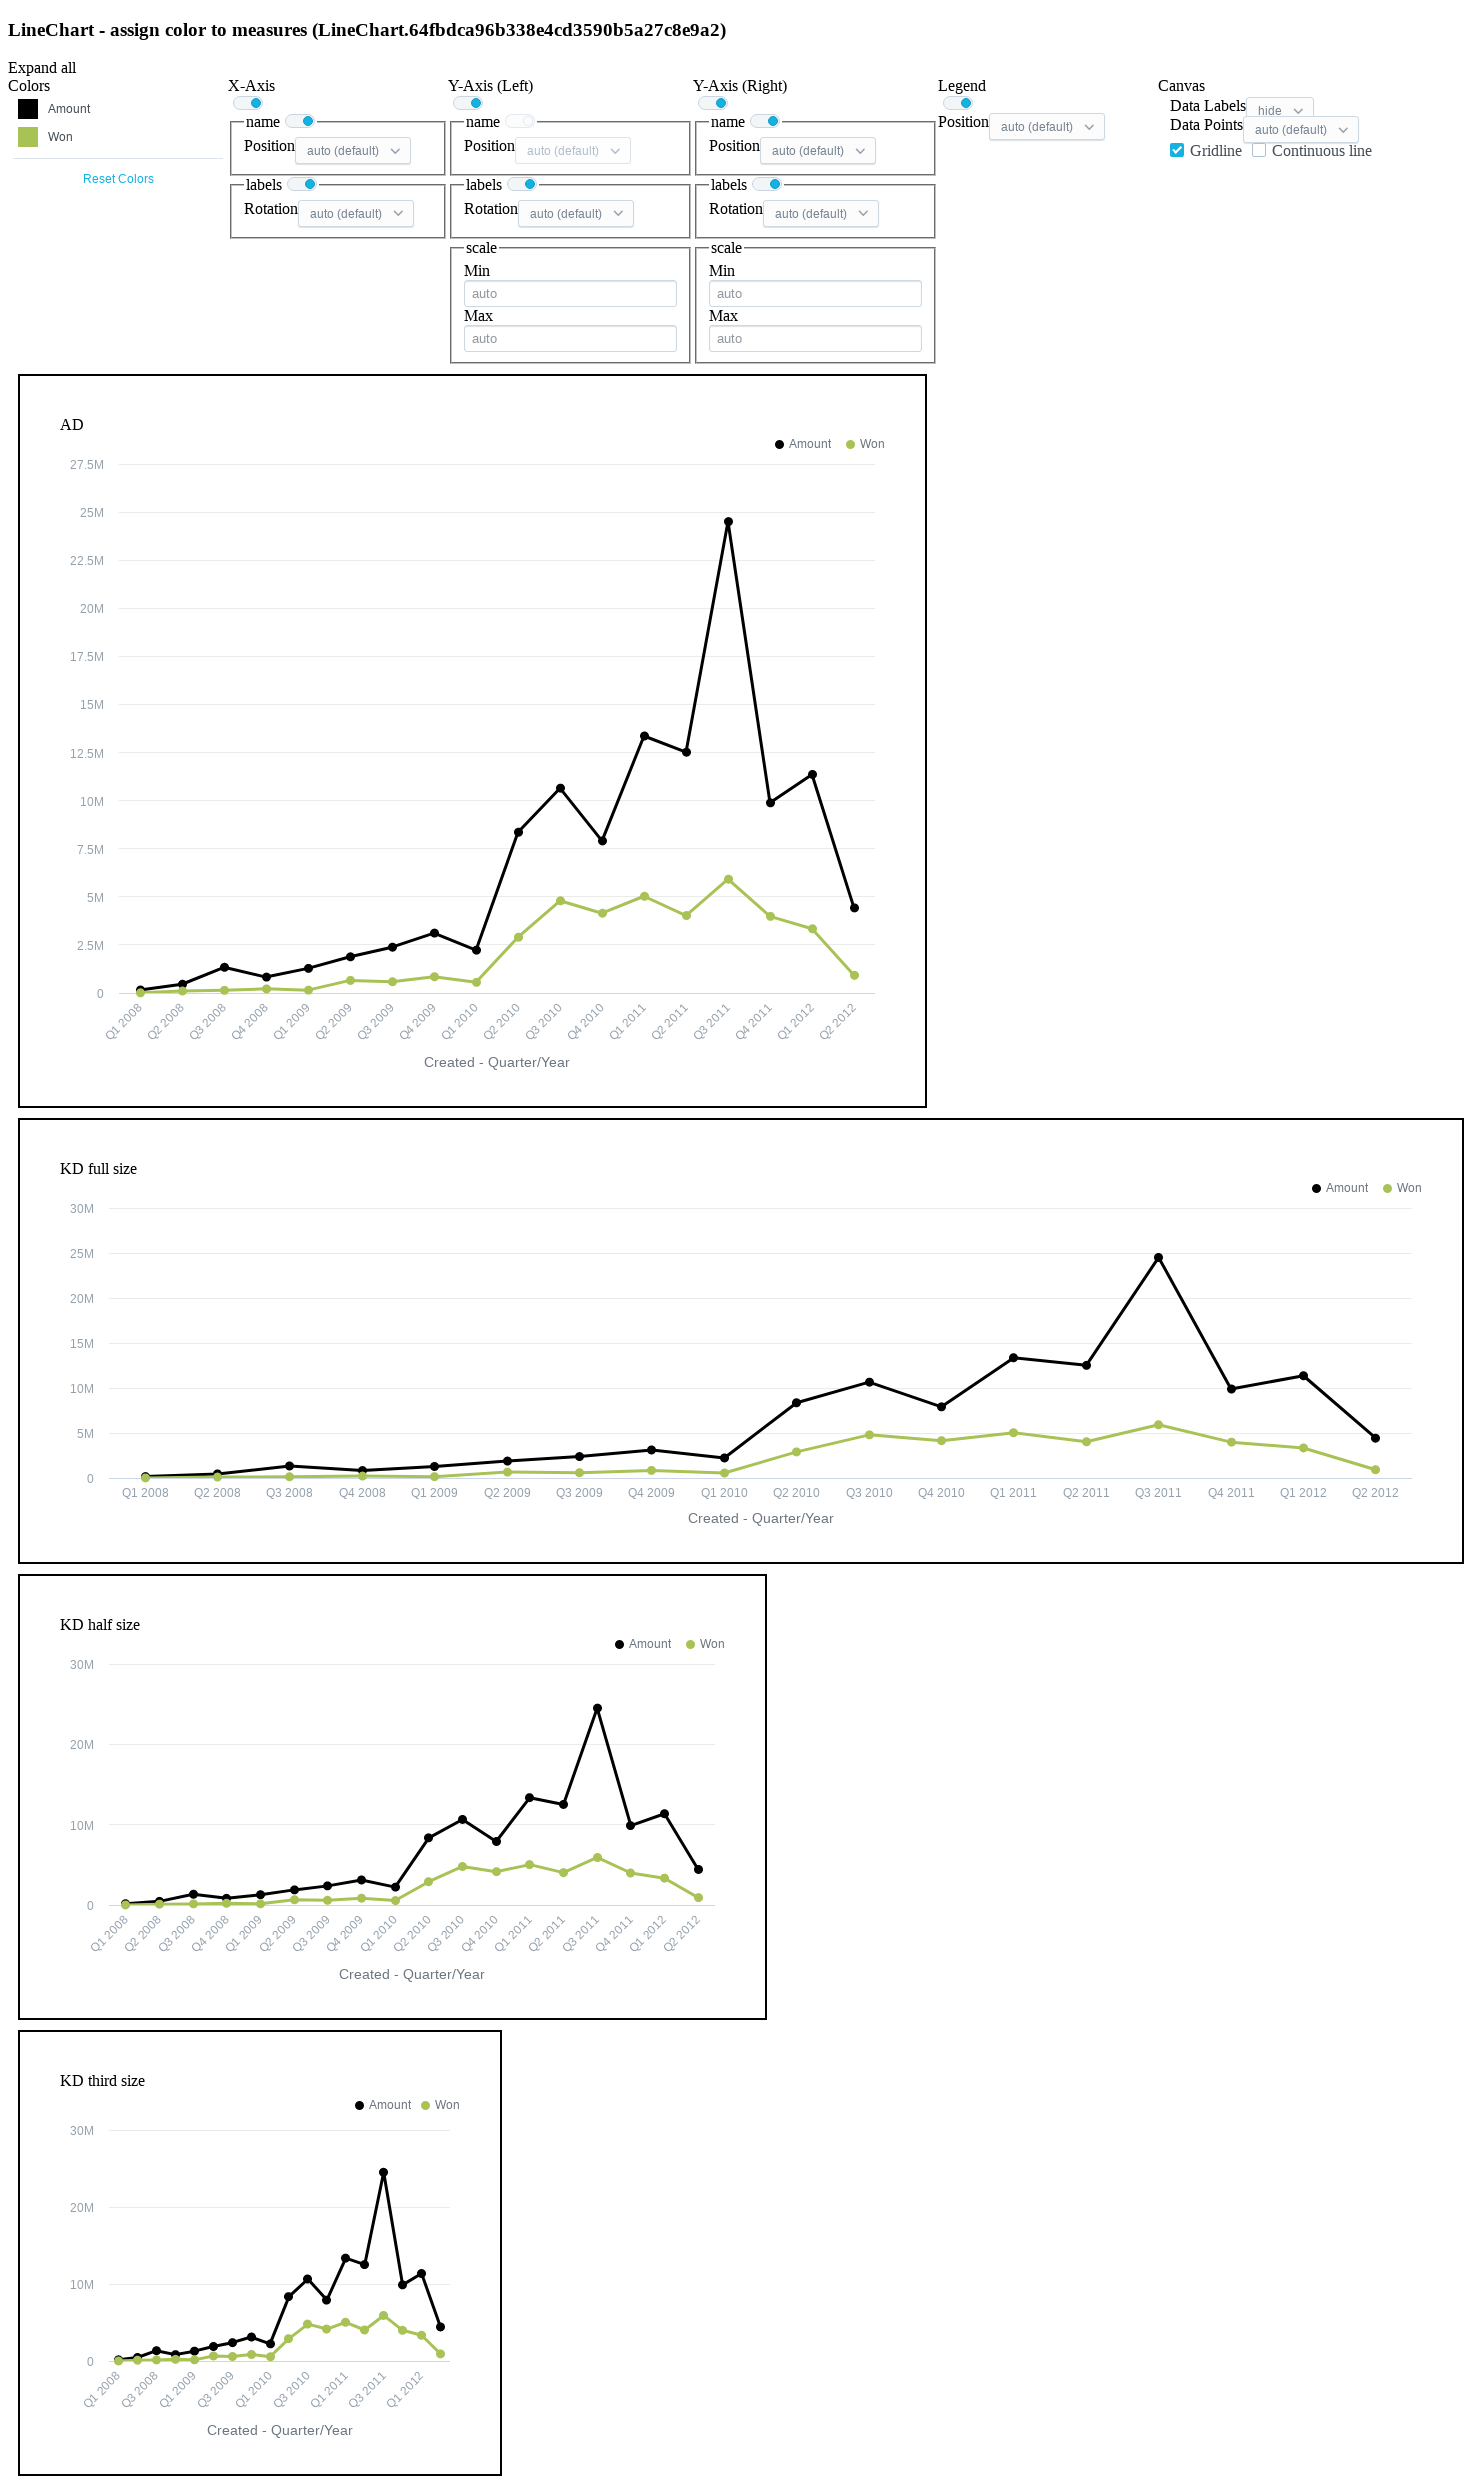 LineChart - assign color to measures (LineChart.64fbdca96b338e4cd3590b5a27c8e9a2)
Expand all
Colors
Amount
Won
Reset Colors
X-Axis
name
Position auto (default)
labels
Rotation auto (default)
Y-Axis (Left)
name
Position auto (default)
labels
Rotation auto (default)
scale
Min
auto
Max
auto
Y-Axis (Right)
name
Position auto (default)
labels
Rotation auto (default)
scale
Min
auto
Max
auto
Legend
Position auto (default)
Canvas
Data Labels hide
Data Points auto (default)
Gridline Continuous line
AD
Amount Won
27.5M
25M
22.5M
20M
17.5M
15M
12.5M
10M
7.5M
5M
2.5M
0
Q1 2008 Q2 2008 Q3 2008 Q4 2008 Q1 2009 Q2 2009 Q3 2009 Q4 2009 Q1 2010 Q2 2010 Q3 2010 Q4 2010 Q1 2011 Q2 2011 Q3 2011 Q4 2011 Q1 2012 Q2 2012
Created - Quarter/Year
KD full size
Amount Won
30M
25M
20M
15M
10M
5M
0
Q1 2008 Q2 2008 Q3 2008 Q4 2008 Q1 2009 Q2 2009 Q3 2009 Q4 2009 Q1 2010 Q2 2010 Q3 2010 Q4 2010 Q1 2011 Q2 2011 Q3 2011 Q4 2011 Q1 2012 Q2 2012
Created - Quarter/Year
KD half size
Amount Won
30M
20M
10M
0
Q1 2008 Q2 2008 Q3 2008 Q4 2008 Q1 2009 Q2 2009 Q3 2009 Q4 2009 Q1 2010 Q2 2010 Q3 2010 Q4 2010 Q1 2011 Q2 2011 Q3 2011 Q4 2011 Q1 2012 Q2 2012
Created - Quarter/Year
KD third size
Amount Won
30M
20M
10M
0
Q1 2008 Q3 2008 Q1 2009 Q3 2009 Q1 2010 Q3 2010 Q1 2011 Q3 2011 Q1 2012
Created - Quarter/Year